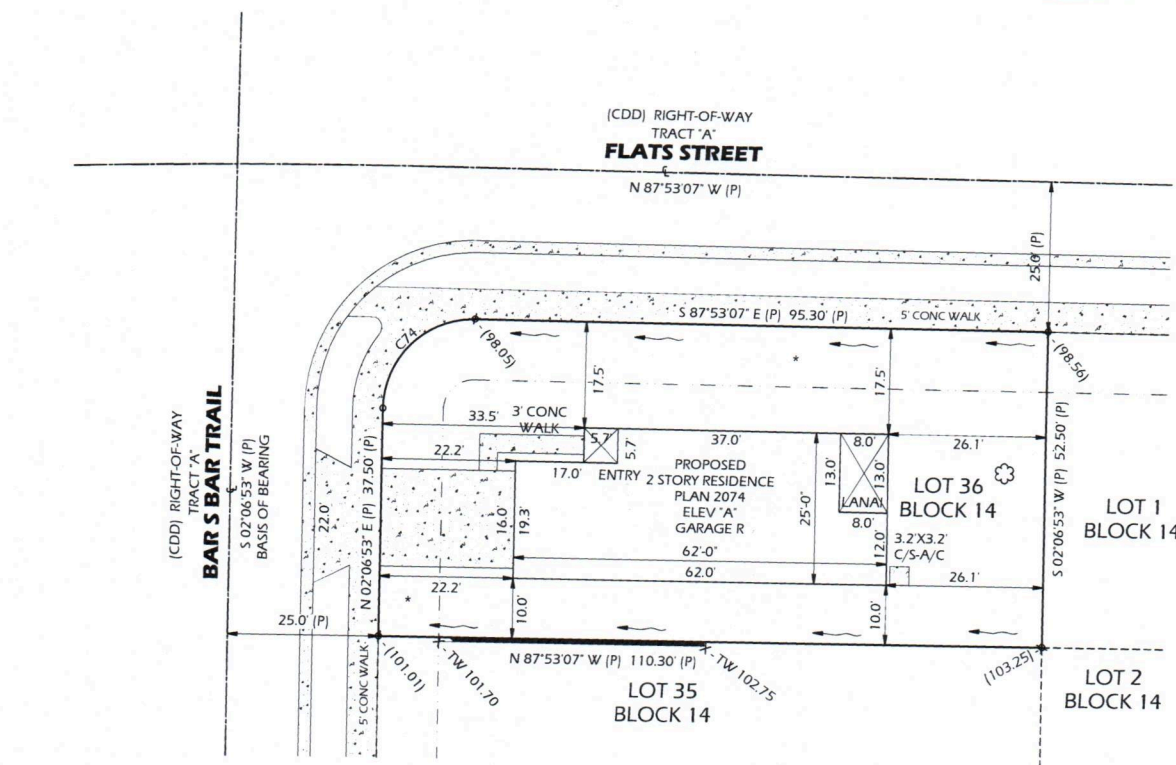 (CDD) RIGHT-OF-WAY
TRACT "A"
FLATS STREET
℄
N 87°53'07" W (P)
25.0' (P)
S 87°53'07" E (P) 95.30' (P)
5' CONC WALK
C74
(98.05)
(98.56)
*
17.5'
17.5'
33.5'
3' CONC
WALK
5.7'
5.7'
37.0'
8.0'
26.1'
22.2'
17.0'
ENTRY
PROPOSED
2 STORY RESIDENCE
PLAN 2074
ELEV "A"
GARAGE R
13.0'
13.0'
LANAI
8.0'
LOT 36
BLOCK 14
LOT 1
BLOCK 14
(CDD) RIGHT-OF-WAY
TRACT "A"
BAR S BAR TRAIL
℄
S 02°06'53" W (P)
BASIS OF BEARING
22.0'
N 02°06'53" E (P) 37.50' (P)
16.0'
19.3'
25'-0"
12.0'
3.2'X3.2'
C/S-A/C
S 02°06'53" W (P) 52.50' (P)
62'-0"
62.0'
22.2'
26.1'
*
10.0'
10.0'
25.0' (P)
5' CONC WALK
(101.01)
TW 101.70
N 87°53'07" W (P) 110.30' (P)
TW 102.75
(103.25)
LOT 35
BLOCK 14
LOT 2
BLOCK 14